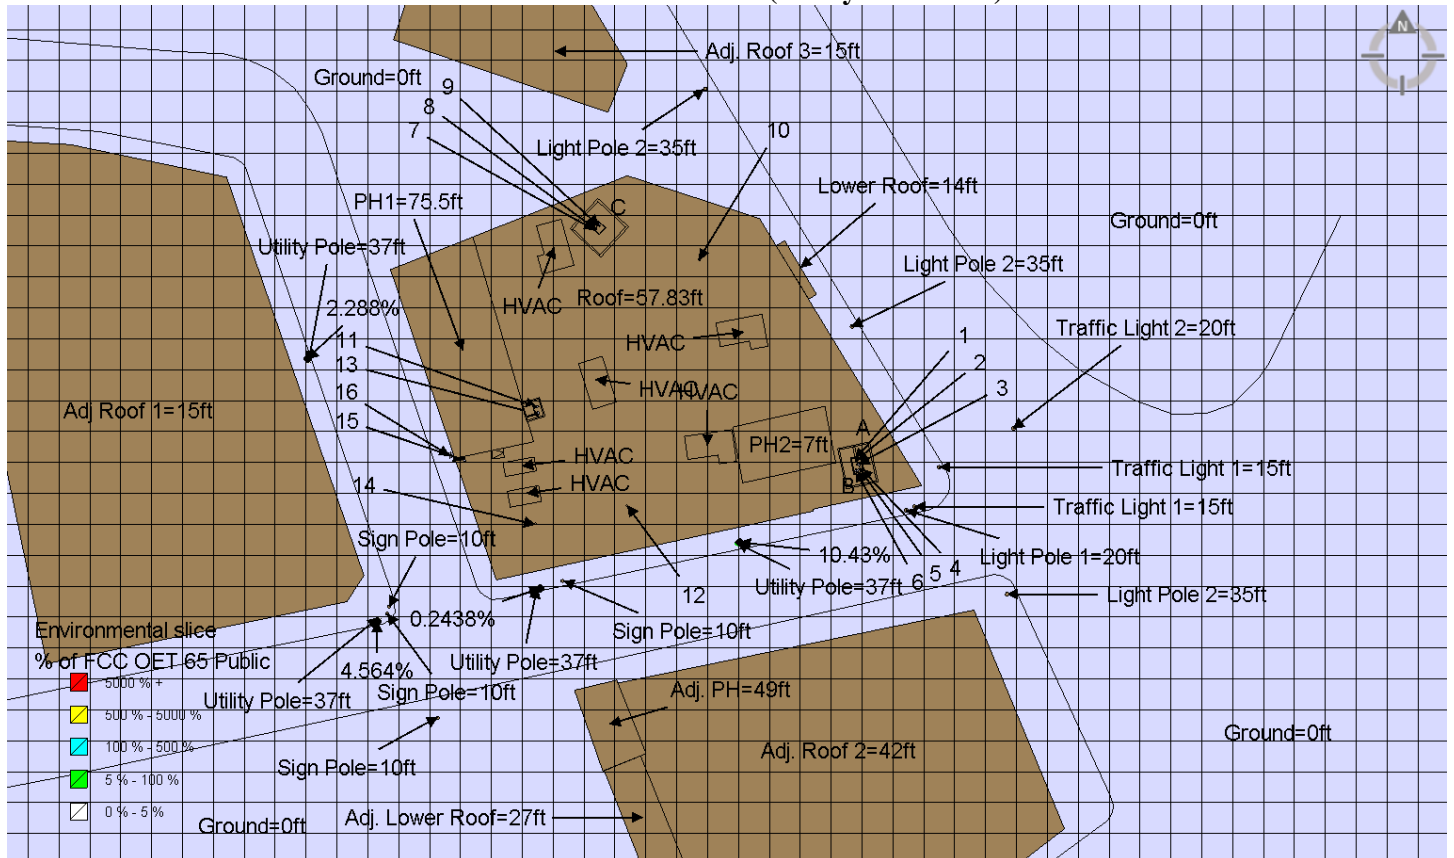 N
Adj. Roof 3=15ft
Ground=0ft
9
8
7
10
Light Pole 2=35ft
Lower Roof=14ft
PH1=75.5ft
C
Ground=0ft
Utility Pole=37ft
Light Pole 2=35ft
2.288%
HVAC
Roof=57.83ft
Traffic Light 2=20ft
11
HVAC
1
13
2
16
HVAC
HVAC
3
Adj Roof 1=15ft
15
A
PH2=7ft
HVAC
Traffic Light 1=15ft
14
HVAC
B
Traffic Light 1=15ft
Sign Pole=10ft
10.43%
Light Pole 1=20ft
4
5
6
Utility Pole=37ft
12
Light Pole 2=35ft
0.2438%
Sign Pole=10ft
Environmental slice
% of FCC OET 65 Public
4.564%
Utility Pole=37ft
5000 % +
Utility Pole=37ft
Sign Pole=10ft
Adj. PH=49ft
500 % - 5000 %
100 % - 500 %
Sign Pole=10ft
Adj. Roof 2=42ft
Ground=0ft
5 % - 100 %
0 % - 5 %
Ground=0ft
Adj. Lower Roof=27ft